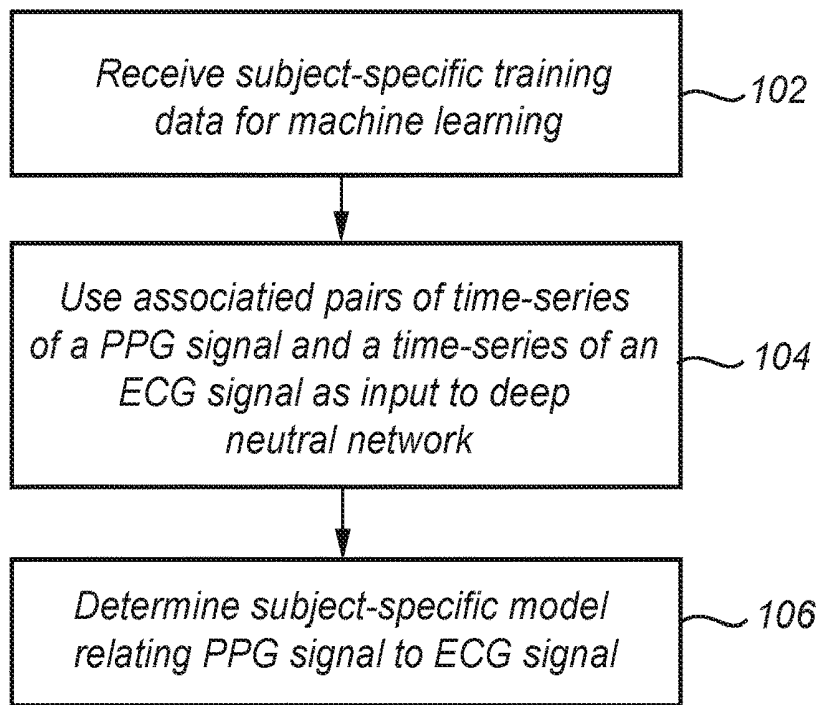 Receive subject-specific training
data for machine learning
102
Use associatied pairs of time-series
of a PPG signal and a time-series of an
ECG signal as input to deep
neutral network
104
Determine subject-specific model
relating PPG signal to ECG signal
106